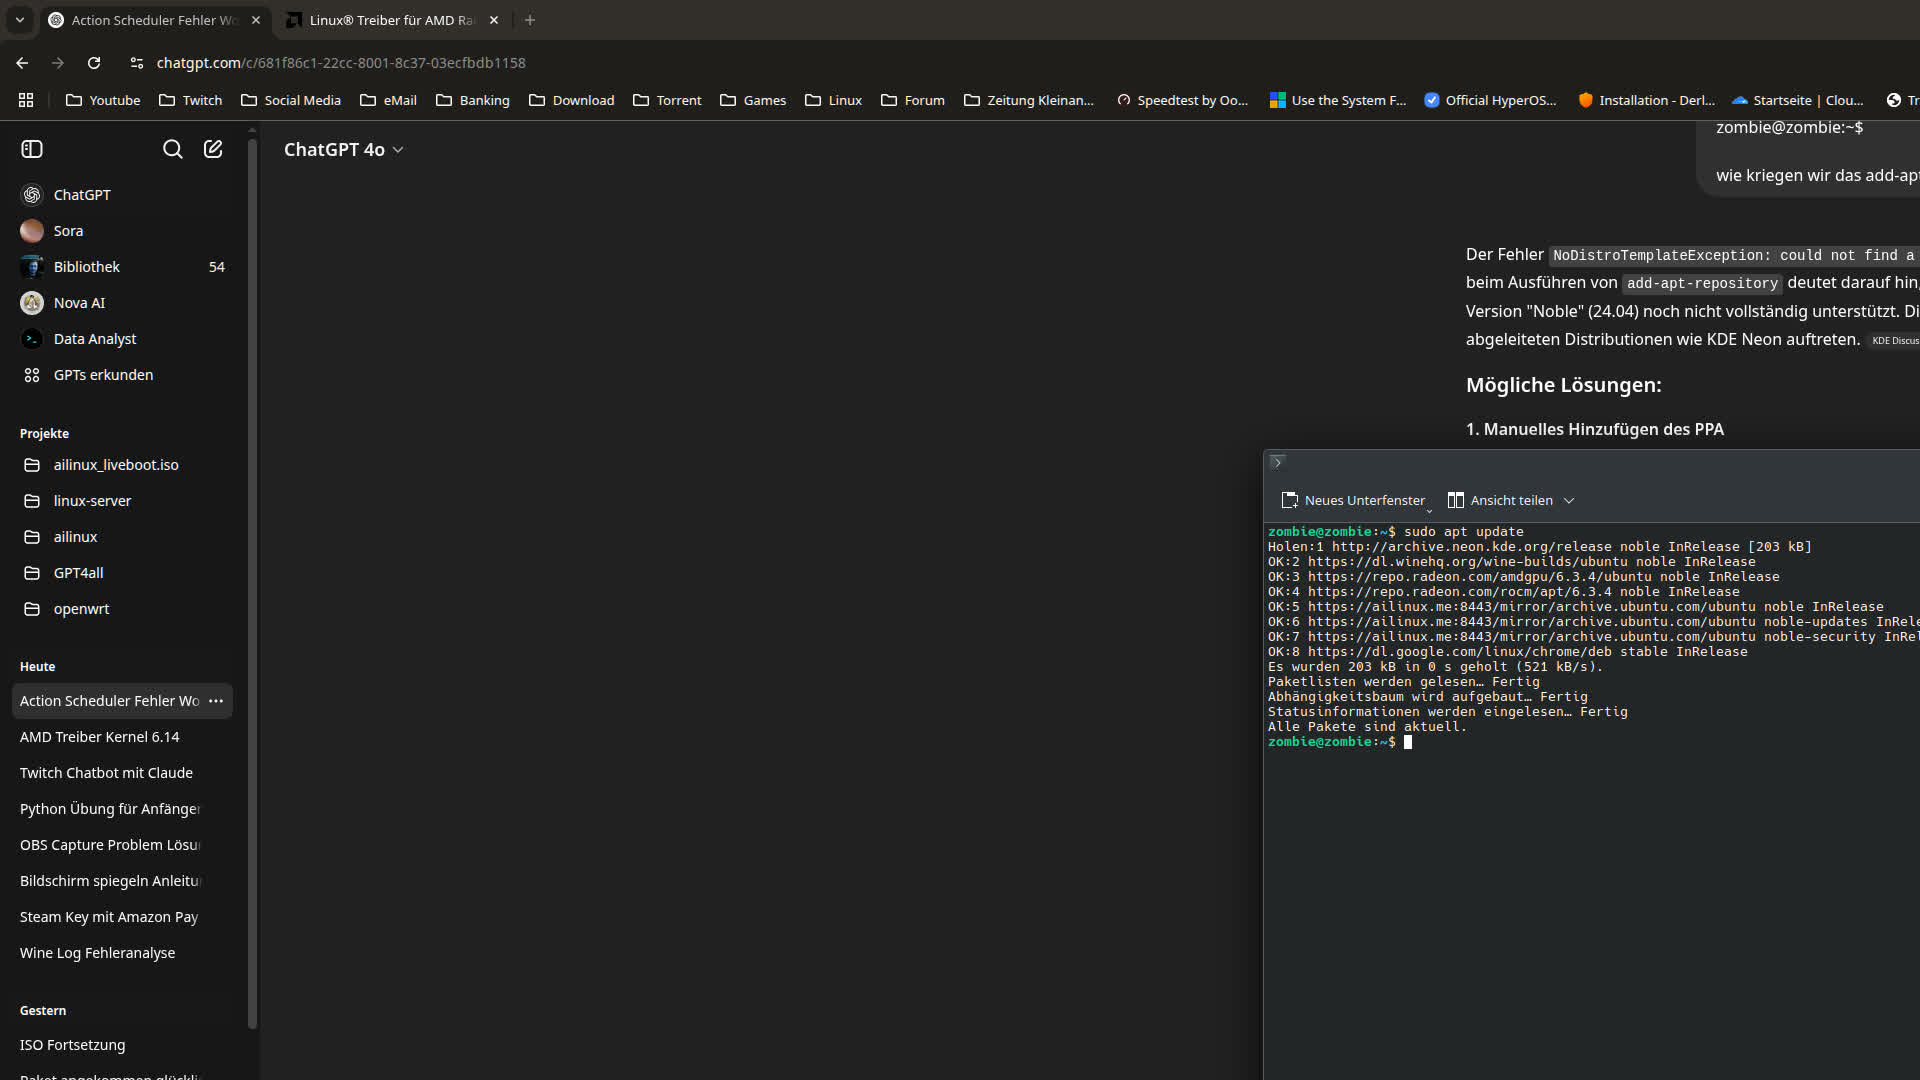 Action Scheduler Fehler Wo
Linux® Treiber für AMD Ra
chatgpt.com/c/681f86c1-22cc-8001-8c37-03ecfbdb1158
Youtube
Twitch
Social Media
eMail
Banking
Download
Torrent
Games
Linux
Forum
Zeitung Kleinan...
Speedtest by Oo...
Use the System F...
Official HyperOS...
Installation - Derl...
Startseite | Clou...
Tr
ChatGPT
Sora
Bibliothek 54
Nova AI
Data Analyst
GPTs erkunden
Projekte
ailinux_liveboot.iso
linux-server
ailinux
GPT4all
openwrt
Heute
Action Scheduler Fehler Wo
AMD Treiber Kernel 6.14
Twitch Chatbot mit Claude
Python Übung für Anfänger
OBS Capture Problem Lösu
Bildschirm spiegeln Anleitu
Steam Key mit Amazon Pay
Wine Log Fehleranalyse
Gestern
ISO Fortsetzung
Paket angekommen glückli
ChatGPT 4o
zombie@zombie:~$
wie kriegen wir das add-apt
Der Fehler NoDistroTemplateException: could not find a
beim Ausführen von add-apt-repository deutet darauf hin,
Version "Noble" (24.04) noch nicht vollständig unterstützt. Di
abgeleiteten Distributionen wie KDE Neon auftreten. KDE Discus
Mögliche Lösungen:
1. Manuelles Hinzufügen des PPA
Neues Unterfenster
Ansicht teilen
zombie@zombie:~$ sudo apt update
Holen:1 http://archive.neon.kde.org/release noble InRelease [203 kB]
OK:2 https://dl.winehq.org/wine-builds/ubuntu noble InRelease
OK:3 https://repo.radeon.com/amdgpu/6.3.4/ubuntu noble InRelease
OK:4 https://repo.radeon.com/rocm/apt/6.3.4 noble InRelease
OK:5 https://ailinux.me:8443/mirror/archive.ubuntu.com/ubuntu noble InRelease
OK:6 https://ailinux.me:8443/mirror/archive.ubuntu.com/ubuntu noble-updates InRele
OK:7 https://ailinux.me:8443/mirror/archive.ubuntu.com/ubuntu noble-security InRel
OK:8 https://dl.google.com/linux/chrome/deb stable InRelease
Es wurden 203 kB in 0 s geholt (521 kB/s).
Paketlisten werden gelesen… Fertig
Abhängigkeitsbaum wird aufgebaut… Fertig
Statusinformationen werden eingelesen… Fertig
Alle Pakete sind aktuell.
zombie@zombie:~$